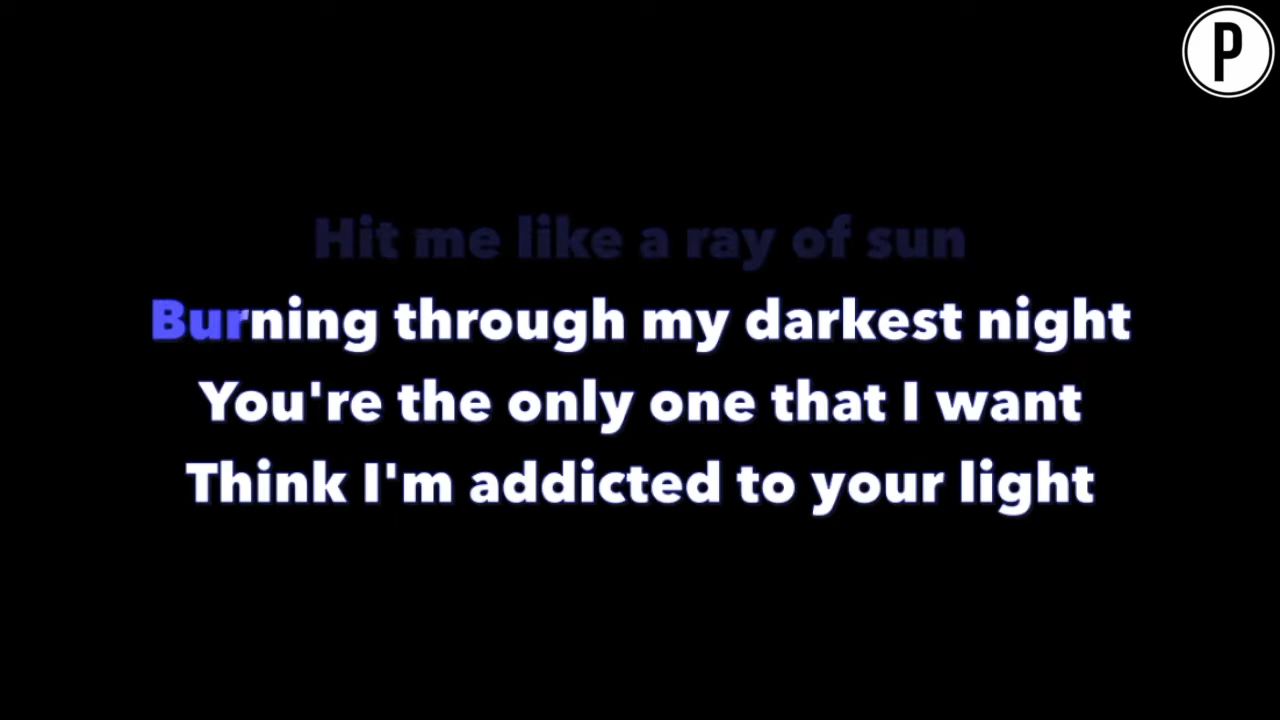 P
Hit me like a ray of sun
Burning through my darkest night
You're the only one that I want
Think I'm addicted to your light